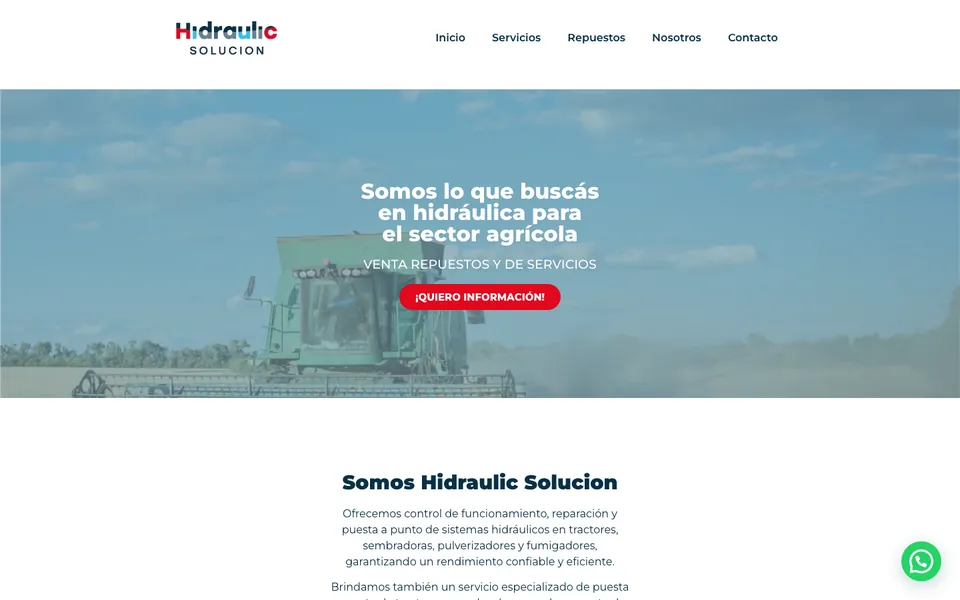 Hidraulic
SOLUCION
Inicio
Servicios
Repuestos
Nosotros
Contacto
Somos lo que buscás
en hidráulica para
el sector agrícola
VENTA REPUESTOS Y DE SERVICIOS
¡QUIERO INFORMACIÓN!
Somos Hidraulic Solucion
Ofrecemos control de funcionamiento, reparación y
puesta a punto de sistemas hidráulicos en tractores,
sembradoras, pulverizadores y fumigadores,
garantizando un rendimiento confiable y eficiente.
Brindamos también un servicio especializado de puesta